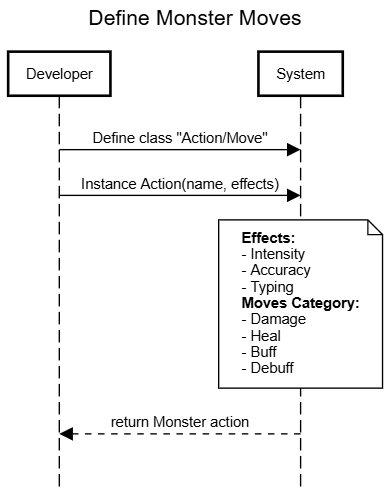 Define Monster Moves
Developer
System
Define class "Action/Move"
Instance Action(name, effects)
Effects:
- Intensity
- Accuracy
- Typing
Moves Category:
- Damage
- Heal
- Buff
- Debuff
return Monster action